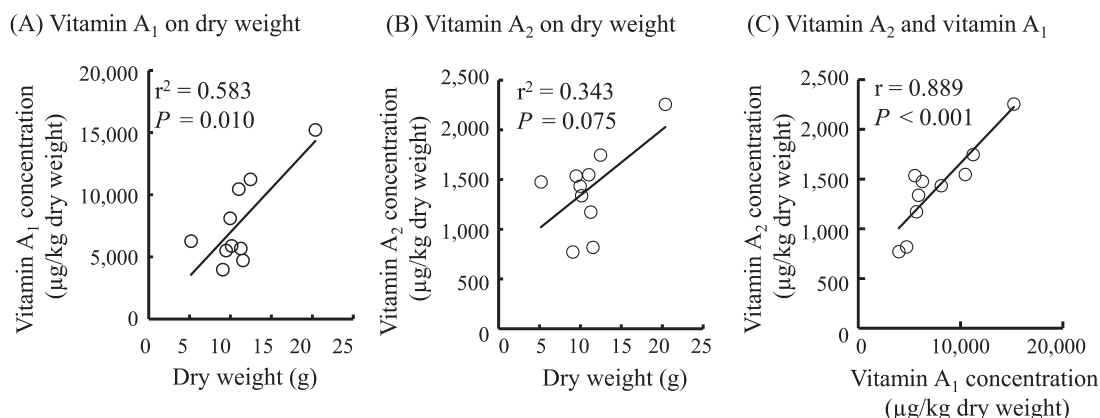 (A) Vitamin A₁ on dry weight
20,000
15,000
10,000
5,000
0
Vitamin A₁ concentration
(µg/kg dry weight)
r² = 0.583
P = 0.010
0 5 10 15 20 25
Dry weight (g)
(B) Vitamin A₂ on dry weight
2,500
2,000
1,500
1,000
500
0
Vitamin A₂ concentration
(µg/kg dry weight)
r² = 0.343
P = 0.075
0 5 10 15 20 25
Dry weight (g)
(C) Vitamin A₂ and vitamin A₁
2,500
2,000
1,500
1,000
500
0
Vitamin A₂ concentration
(µg/kg dry weight)
r = 0.889
P < 0.001
0 10,000 20,000
Vitamin A₁ concentration
(µg/kg dry weight)